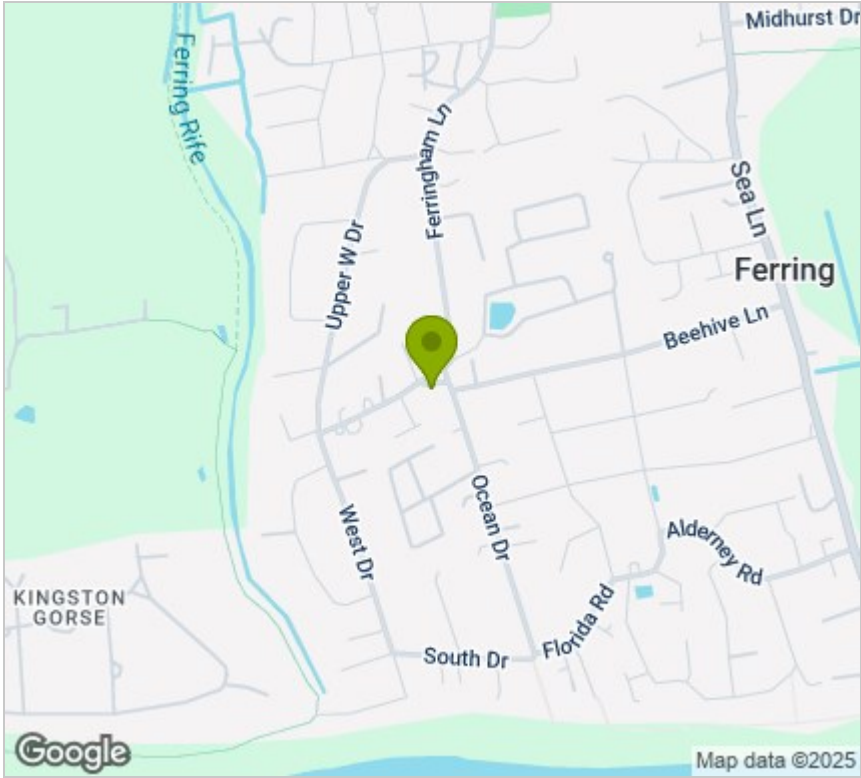 Midhurst Dr
Ferring Rife
Ferringham Ln
Sea Ln
Upper W Dr
Ferring
Beehive Ln
Ocean Dr
West Dr
Alderney Rd
KINGSTON
GORSE
Florida Rd
South Dr
Google
Map data ©2025